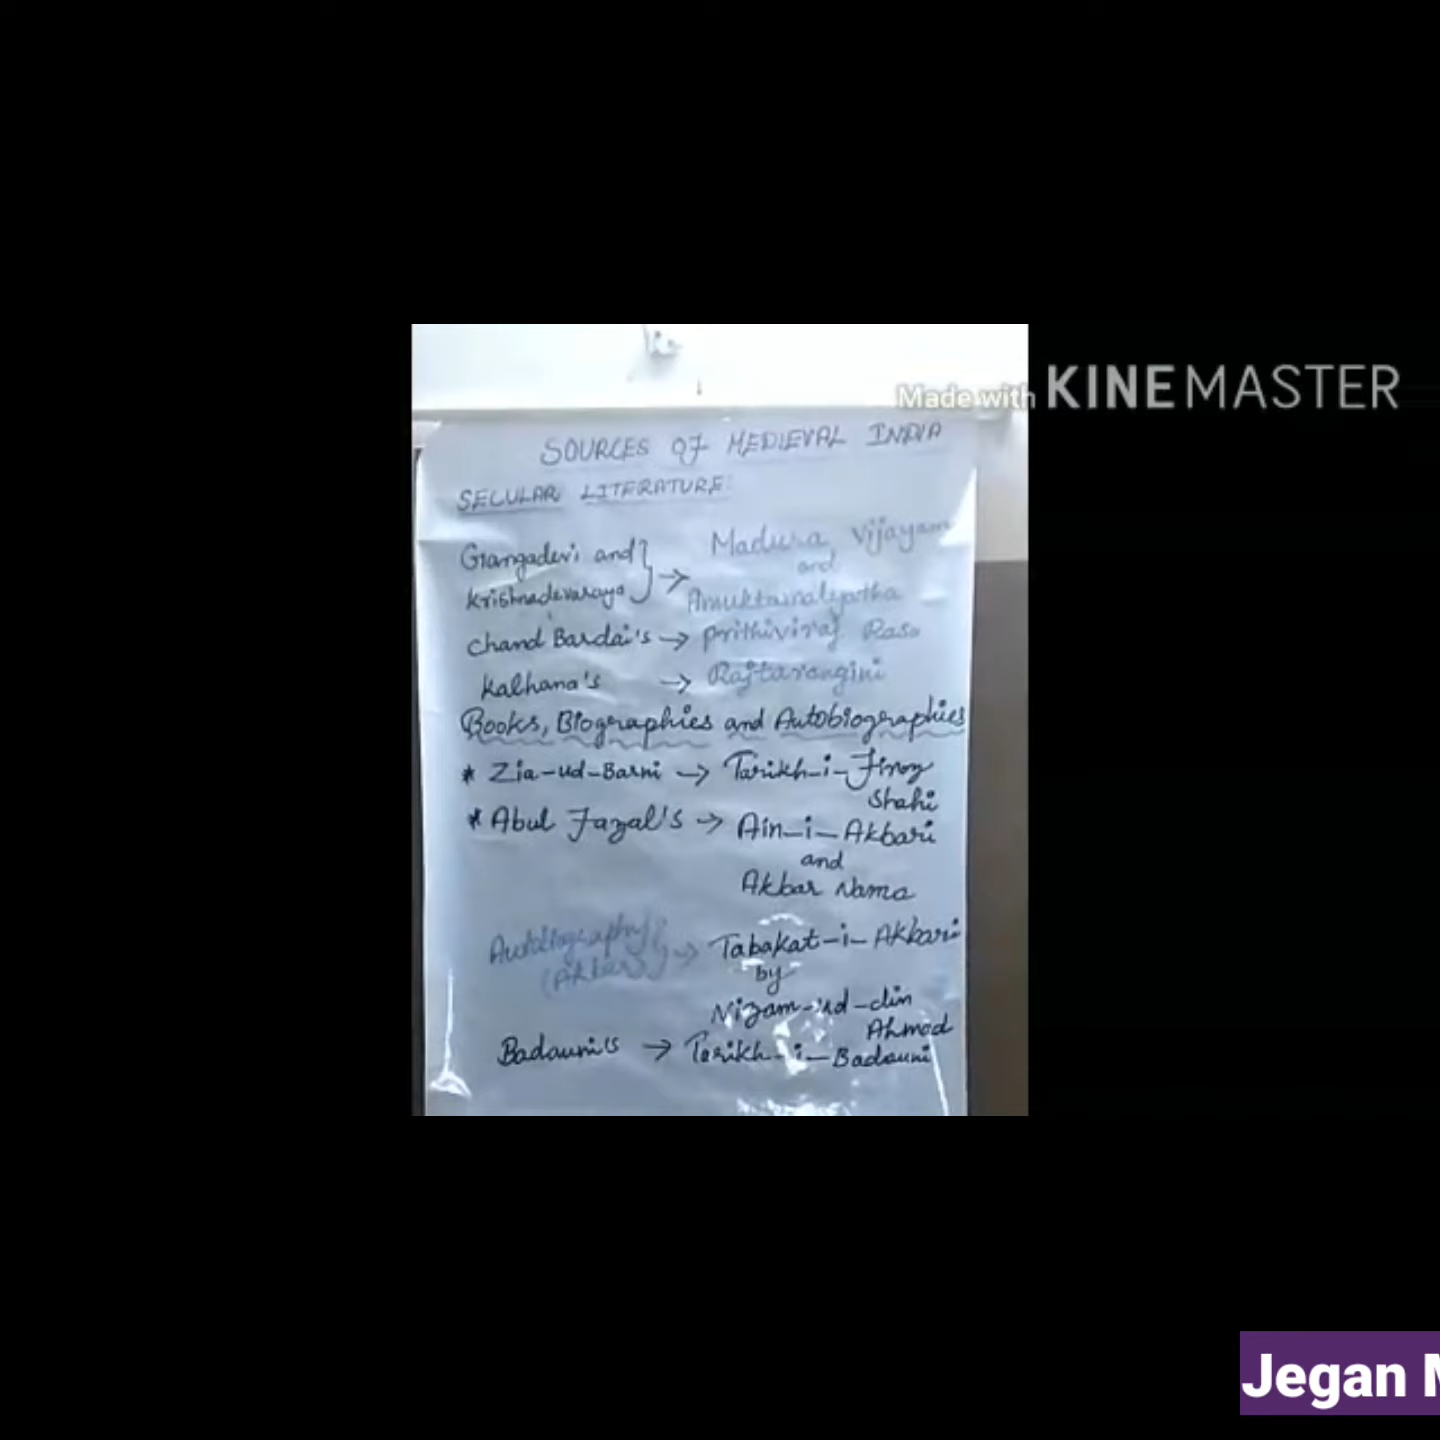 Made with KINEMASTER
SOURCES OF MEDIEVAL INDIA
SECULAR LITERATURE:
Gangadevi and } → Madura Vijayam
and
Krishnadevaraya Amuktamalyatha
Chand Bardai's → Prithiviraj Raso
Kalhana's → Rajtarangini
Books, Biographies and Autobiographies
* Zia-ud-Barni → Tarikh-i-Firoz
Shahi
* Abul Fazal's → Ain-i-Akbari
and
Akbar Nama
Autobiography } → Tabakat-i-Akbari
(Akbar) by
Nizam-ud-din
Ahmad
Badauni's → Tarikh-i-Badauni
Jegan M